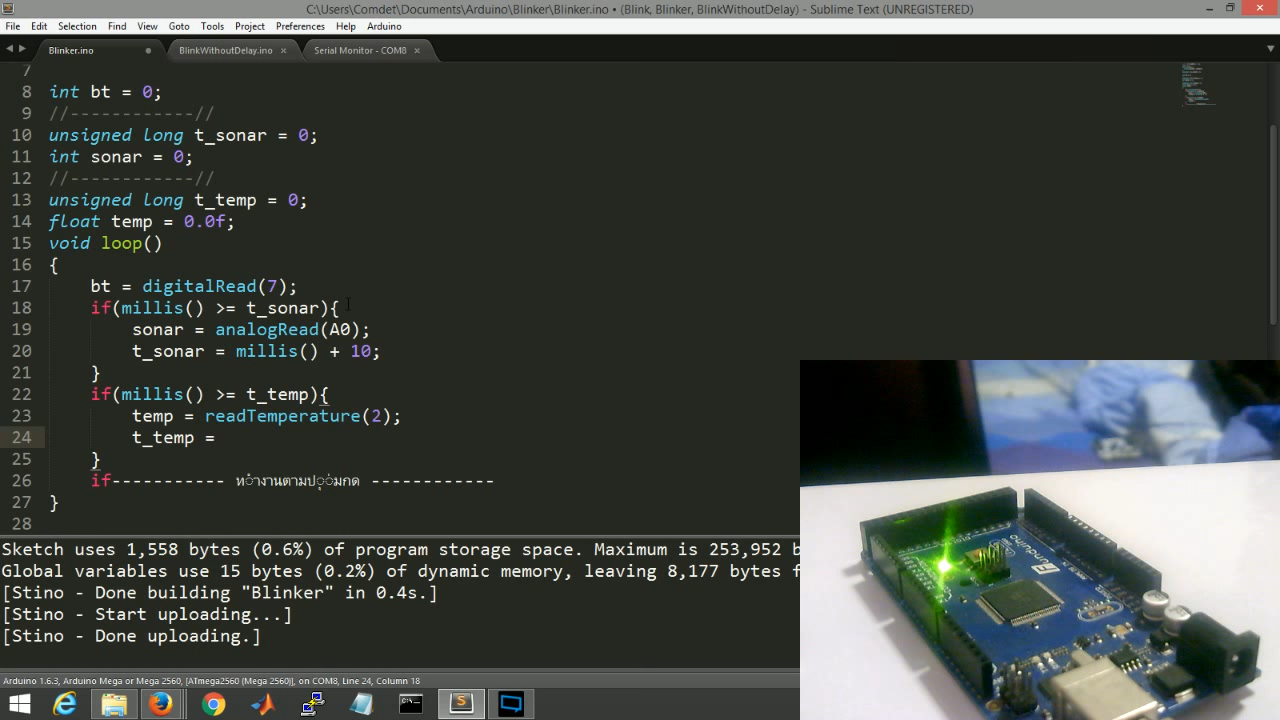 C:\Users\Comdet\Documents\Arduino\Blinker\Blinker.ino • (Blink, Blinker, BlinkWithoutDelay) - Sublime Text (UNREGISTERED)
File Edit Selection Find View Goto Tools Project Preferences Help Arduino
Blinker.ino BlinkWithoutDelay.ino Serial Monitor - COM8
7
8 int bt = 0;
9 //------------//
10 unsigned long t_sonar = 0;
11 int sonar = 0;
12 //------------//
13 unsigned long t_temp = 0;
14 float temp = 0.0f;
15 void loop()
16 {
17 bt = digitalRead(7);
18 if(millis() >= t_sonar){
19 sonar = analogRead(A0);
20 t_sonar = millis() + 10;
21 }
22 if(millis() >= t_temp){
23 temp = readTemperature(2);
24 t_temp =
25 }
26 if----------- ทำงานตามปุ่มกด ------------
27 }
28
Sketch uses 1,558 bytes (0.6%) of program storage space. Maximum is 253,952 b
Global variables use 15 bytes (0.2%) of dynamic memory, leaving 8,177 bytes f
[Stino - Done building "Blinker" in 0.4s.]
[Stino - Start uploading...]
[Stino - Done uploading.]
Arduino 1.6.3, Arduino Mega or Mega 2560, [ATmega2560 (Mega 2560)], on COM8, Line 24, Column 18